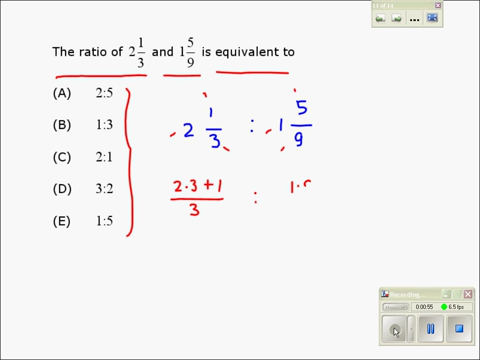 The ratio of 2 1/3 and 1 5/9 is equivalent to
(A) 2:5
(B) 1:3
(C) 2:1
(D) 3:2
(E) 1:5
2 1/3 : 1 5/9
2·3+1/3 : 1·
Recording...
0:00:55
6.5 fps